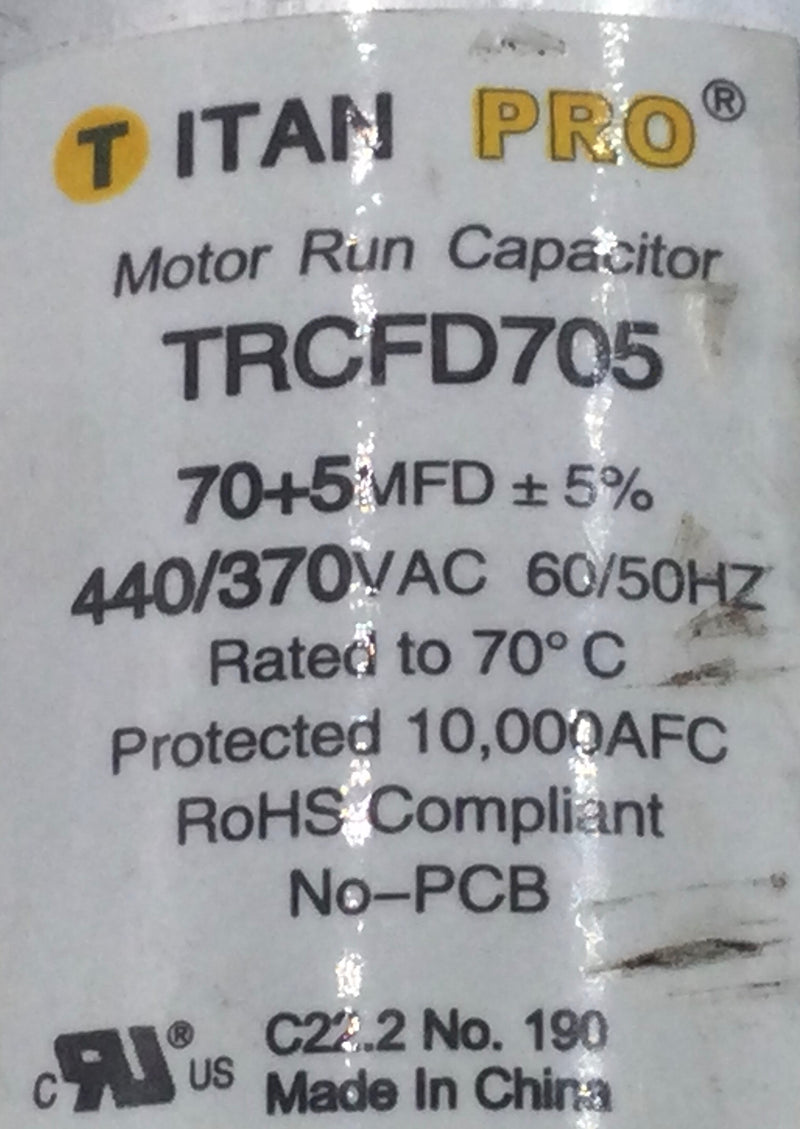 TITAN PRO®
Motor Run Capacitor
TRCFD705
70+5MFD ± 5%
440/370VAC 60/50HZ
Rated to 70°C
Protected 10,000AFC
RoHS Compliant
No-PCB
C RU® US C22.2 No. 190
Made In China